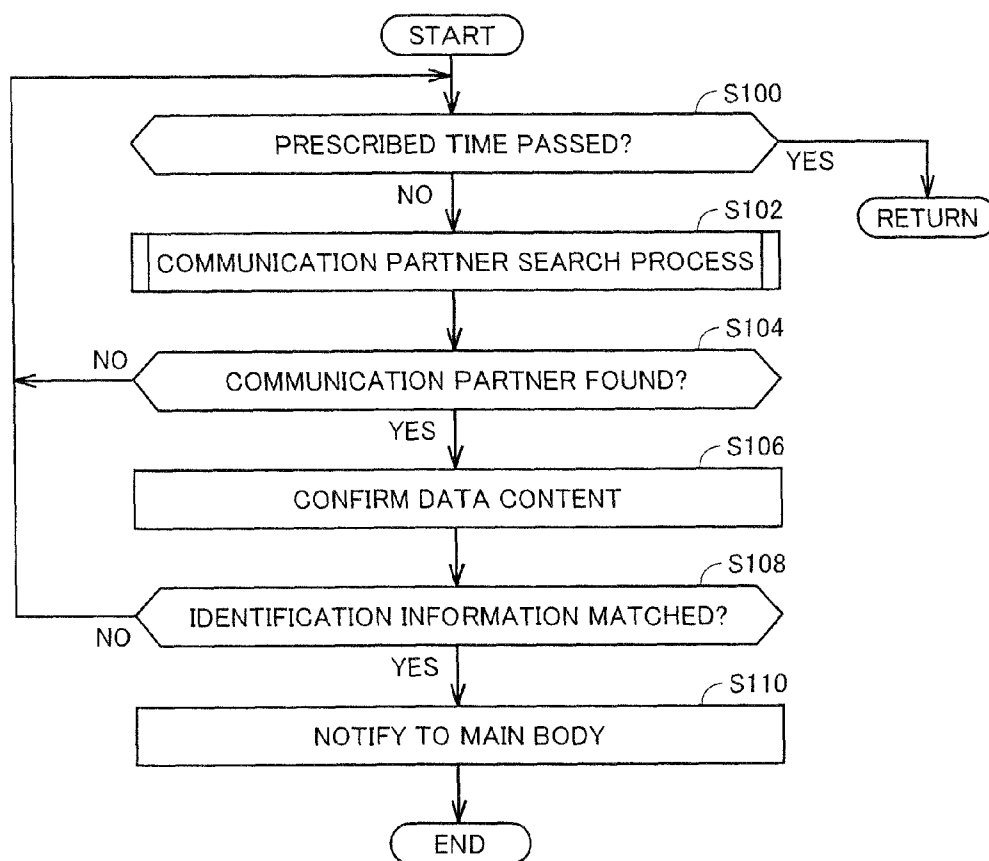 START
S100
PRESCRIBED TIME PASSED?
YES
NO
RETURN
S102
COMMUNICATION PARTNER SEARCH PROCESS
S104
NO
COMMUNICATION PARTNER FOUND?
YES
S106
CONFIRM DATA CONTENT
S108
IDENTIFICATION INFORMATION MATCHED?
NO
YES
S110
NOTIFY TO MAIN BODY
END